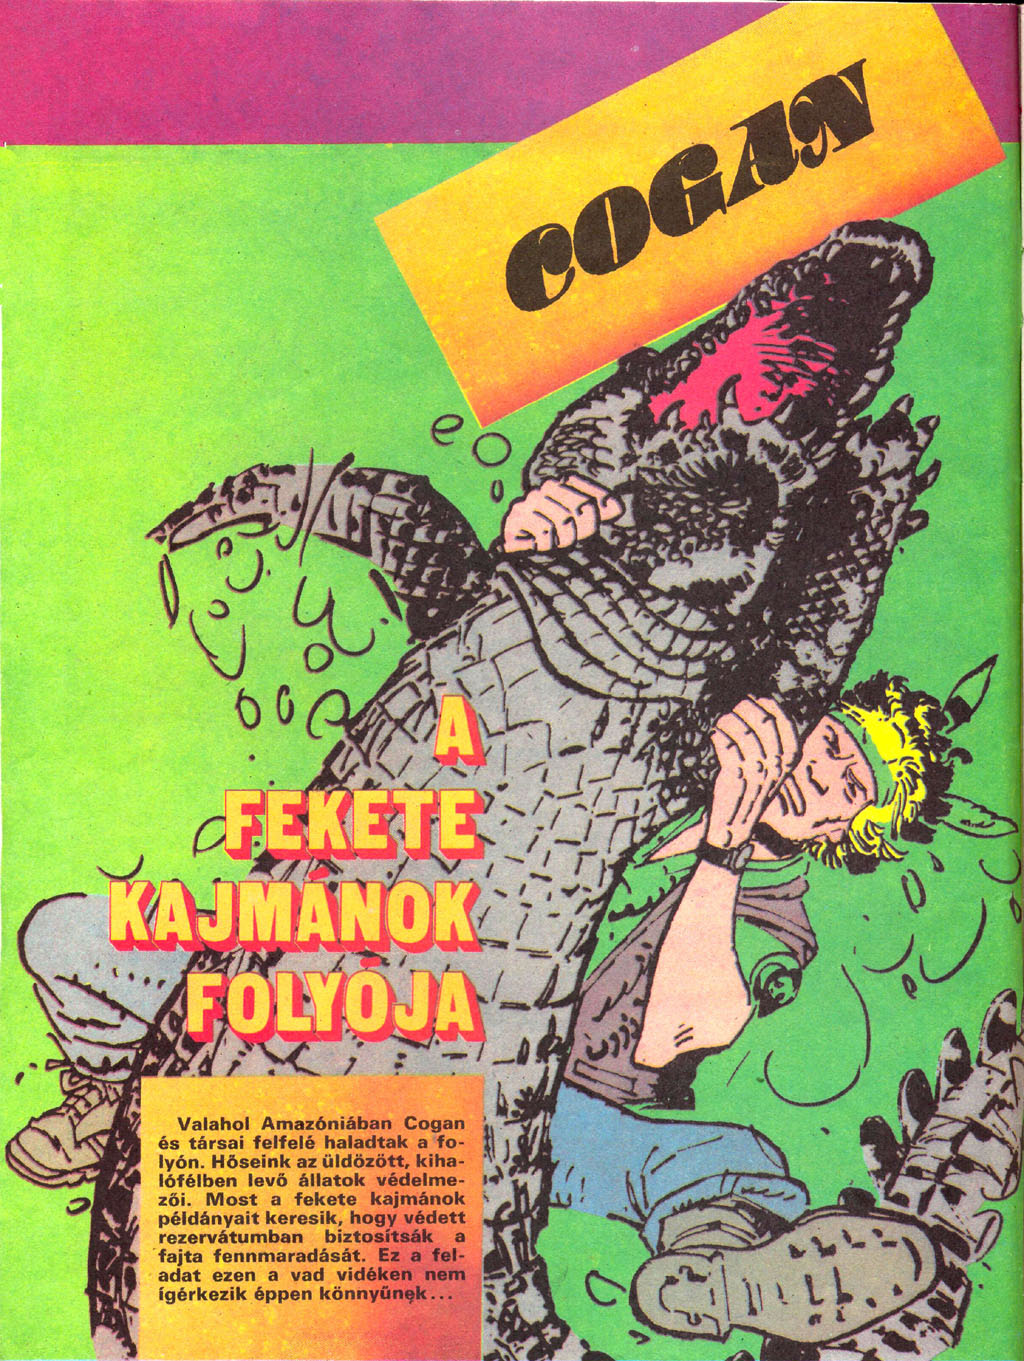 COGAN
A
FEKETE
KAJMÁNOK
FOLYÓJA
Valahol Amazóniában Cogan
és társai felfelé haladtak a fo-
lyón. Hőseink az üldözött, kiha-
lófélben levő állatok védelme-
zői. Most a fekete kajmánok
példányait keresik, hogy védett
rezervátumban biztosítsák a
fajta fennmaradását. Ez a fel-
adat ezen a vad vidéken nem
ígérkezik éppen könnyűnek...